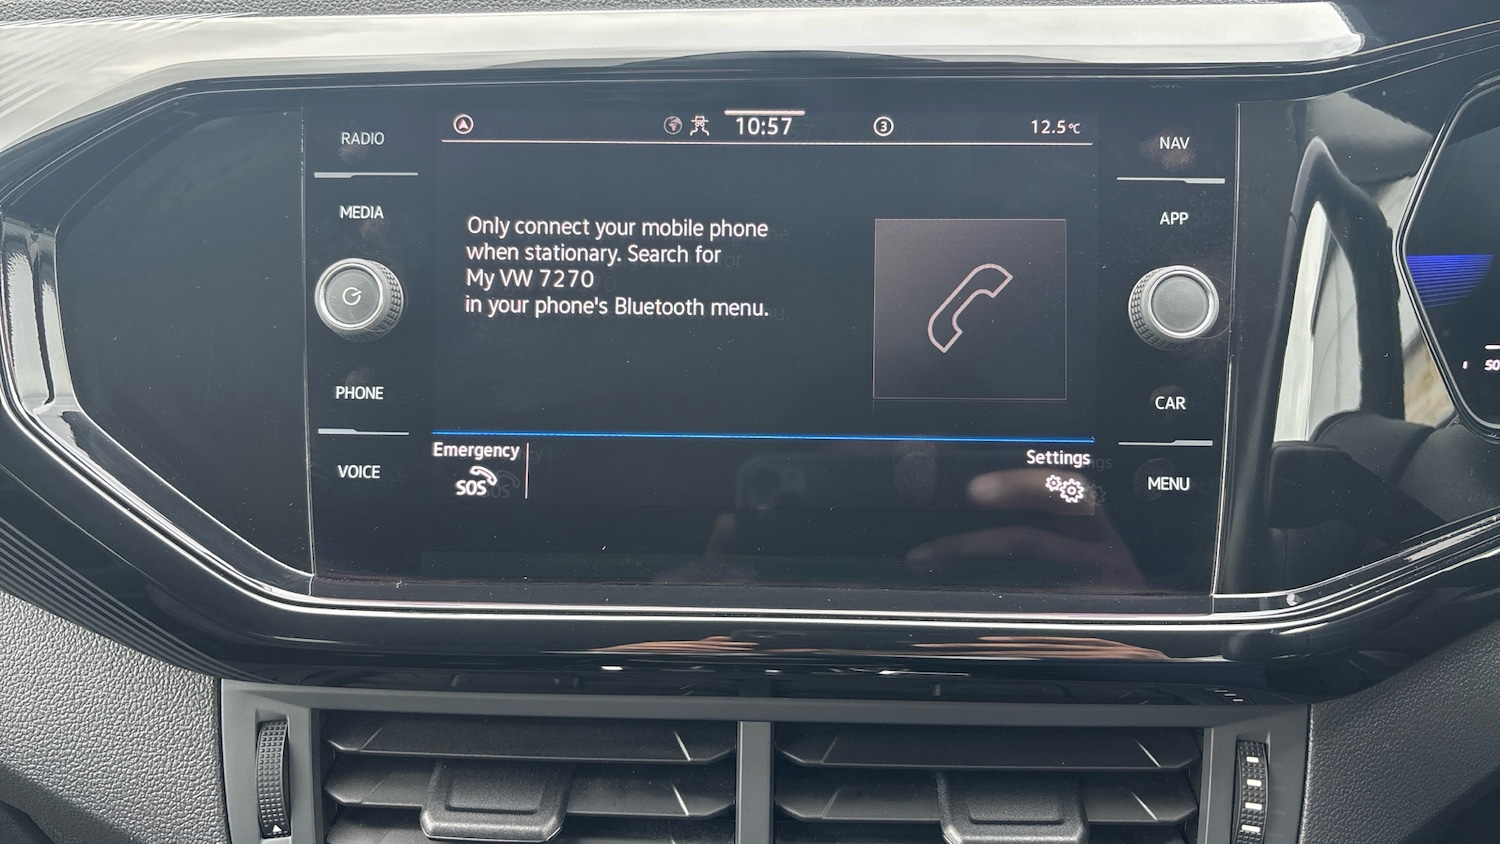 RADIO
MEDIA
PHONE
VOICE
10:57
3
12.5°C
Only connect your mobile phone
when stationary. Search for
My VW 7270
in your phone's Bluetooth menu.
Emergency
SOS
Settings
NAV
APP
CAR
MENU